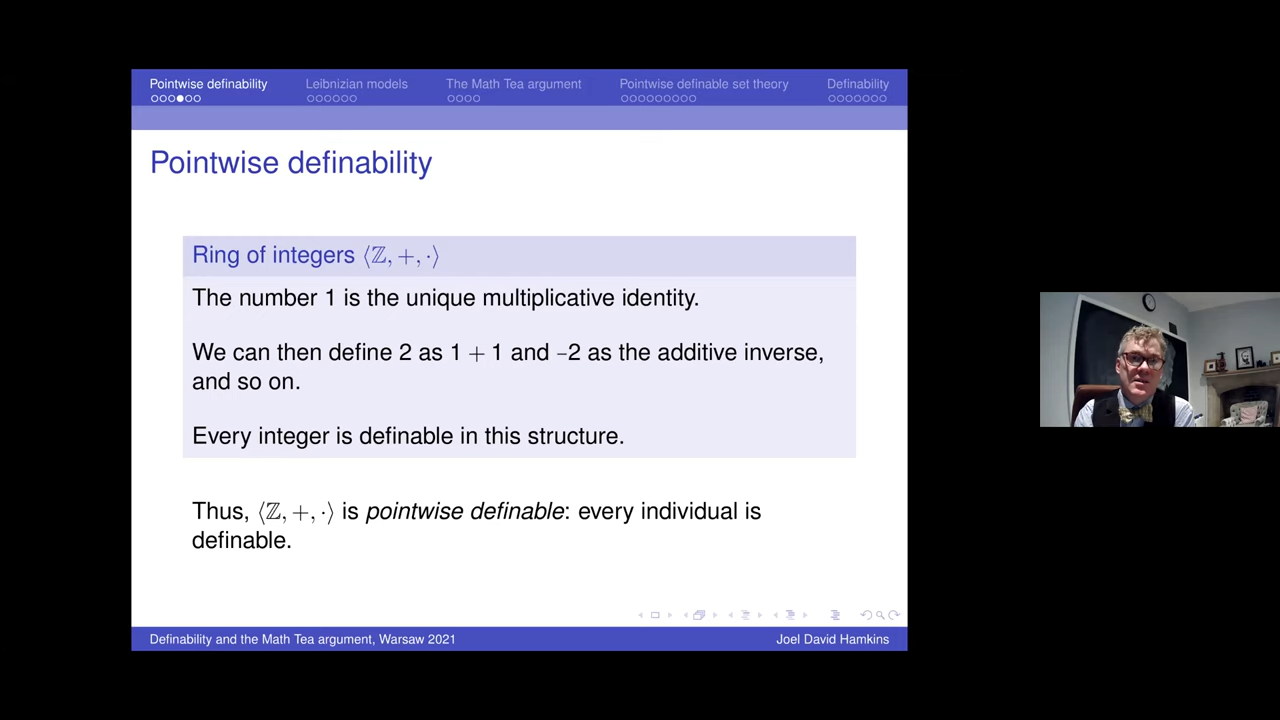 Pointwise definability Leibnizian models The Math Tea argument Pointwise definable set theory Definability
Pointwise definability
Ring of integers ⟨ℤ, +, ·⟩
The number 1 is the unique multiplicative identity.
We can then define 2 as 1 + 1 and –2 as the additive inverse,
and so on.
Every integer is definable in this structure.
Thus, ⟨ℤ, +, ·⟩ is pointwise definable: every individual is
definable.
Definability and the Math Tea argument, Warsaw 2021 Joel David Hamkins